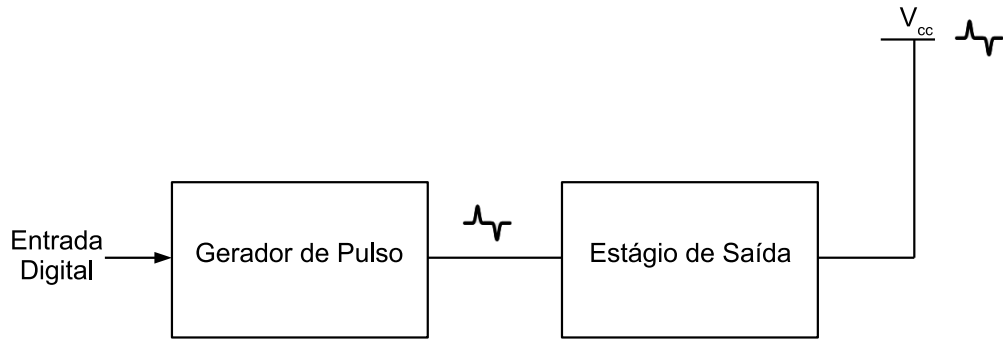 Vcc
Entrada
Digital
Gerador de Pulso
Estágio de Saída